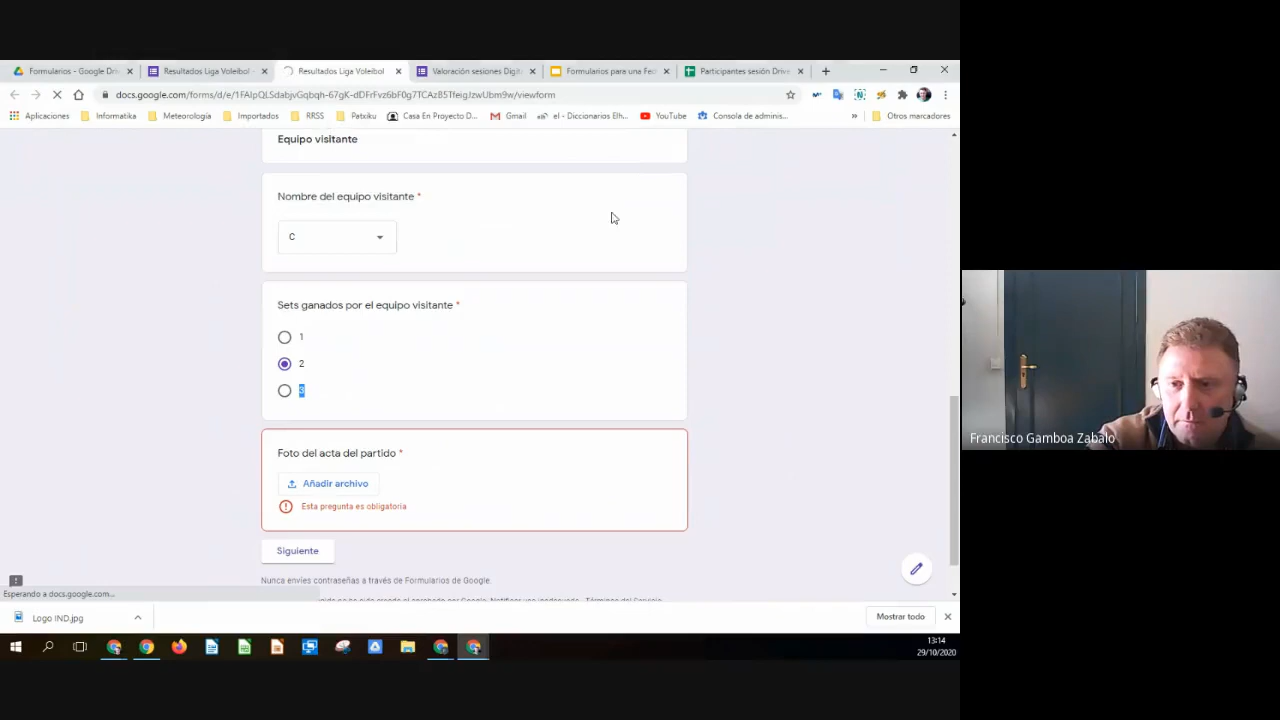 Formularios - Google Dri
Resultados Liga Voleibol -
Resultados Liga Voleibol
Valoración sesiones Digit
Formularios para una Fed
Participantes sesión Drive
docs.google.com/forms/d/e/1FAIpQLSdabjvGqbqh-67gK-dDFrFvz6bF0g7TCAzB5TfeigJzwUbm9w/viewform
Aplicaciones
Informatika
Meteorología
Importados
RRSS
Patxiku
Casa En Proyecto D...
Gmail
el - Diccionarios Elh...
YouTube
Consola de adminis...
»
Otros marcadores
Equipo visitante
Nombre del equipo visitante *
C
Sets ganados por el equipo visitante *
1
2
3
Foto del acta del partido *
Añadir archivo
Esta pregunta es obligatoria
Siguiente
Nunca envíes contraseñas a través de Formularios de Google.
Esperando a docs.google.com...
Logo IND.jpg
Mostrar todo
13:14
29/10/2020
Francisco Gamboa Zabalo